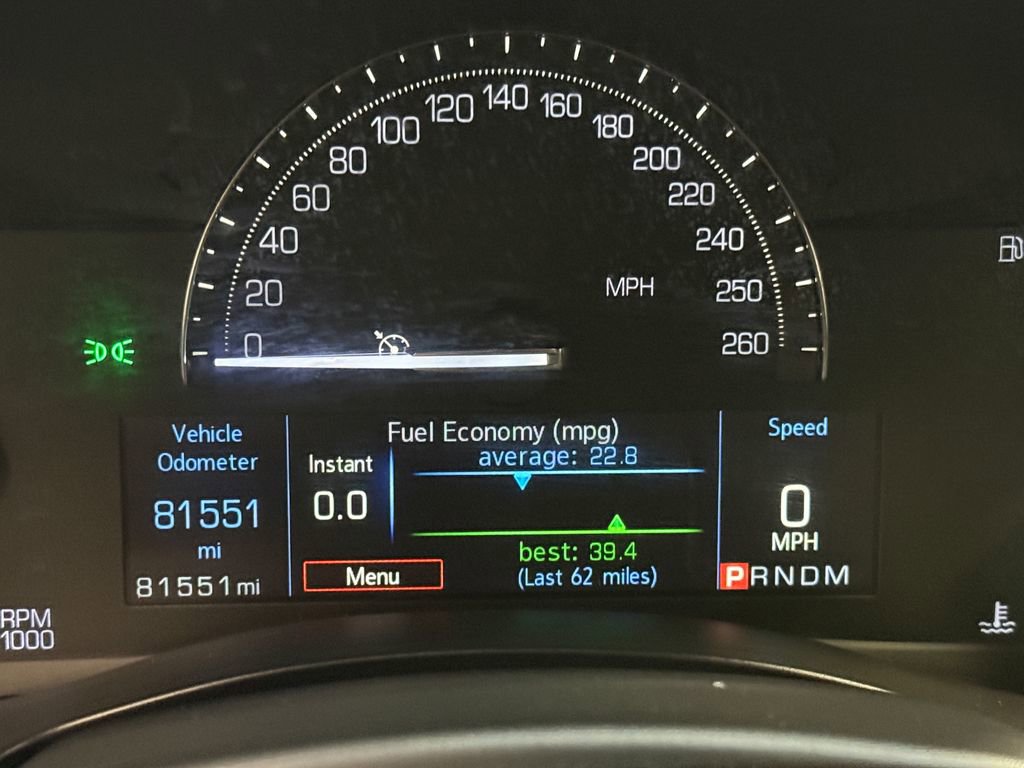 0
20
40
60
80
100
120
140
160
180
200
220
240
250
260
MPH
Vehicle
Odometer
81551
mi
81551 mi
Fuel Economy (mpg)
average: 22.8
Instant
0.0
best: 39.4
(Last 62 miles)
Menu
Speed
0
MPH
PRNDM
RPM
1000